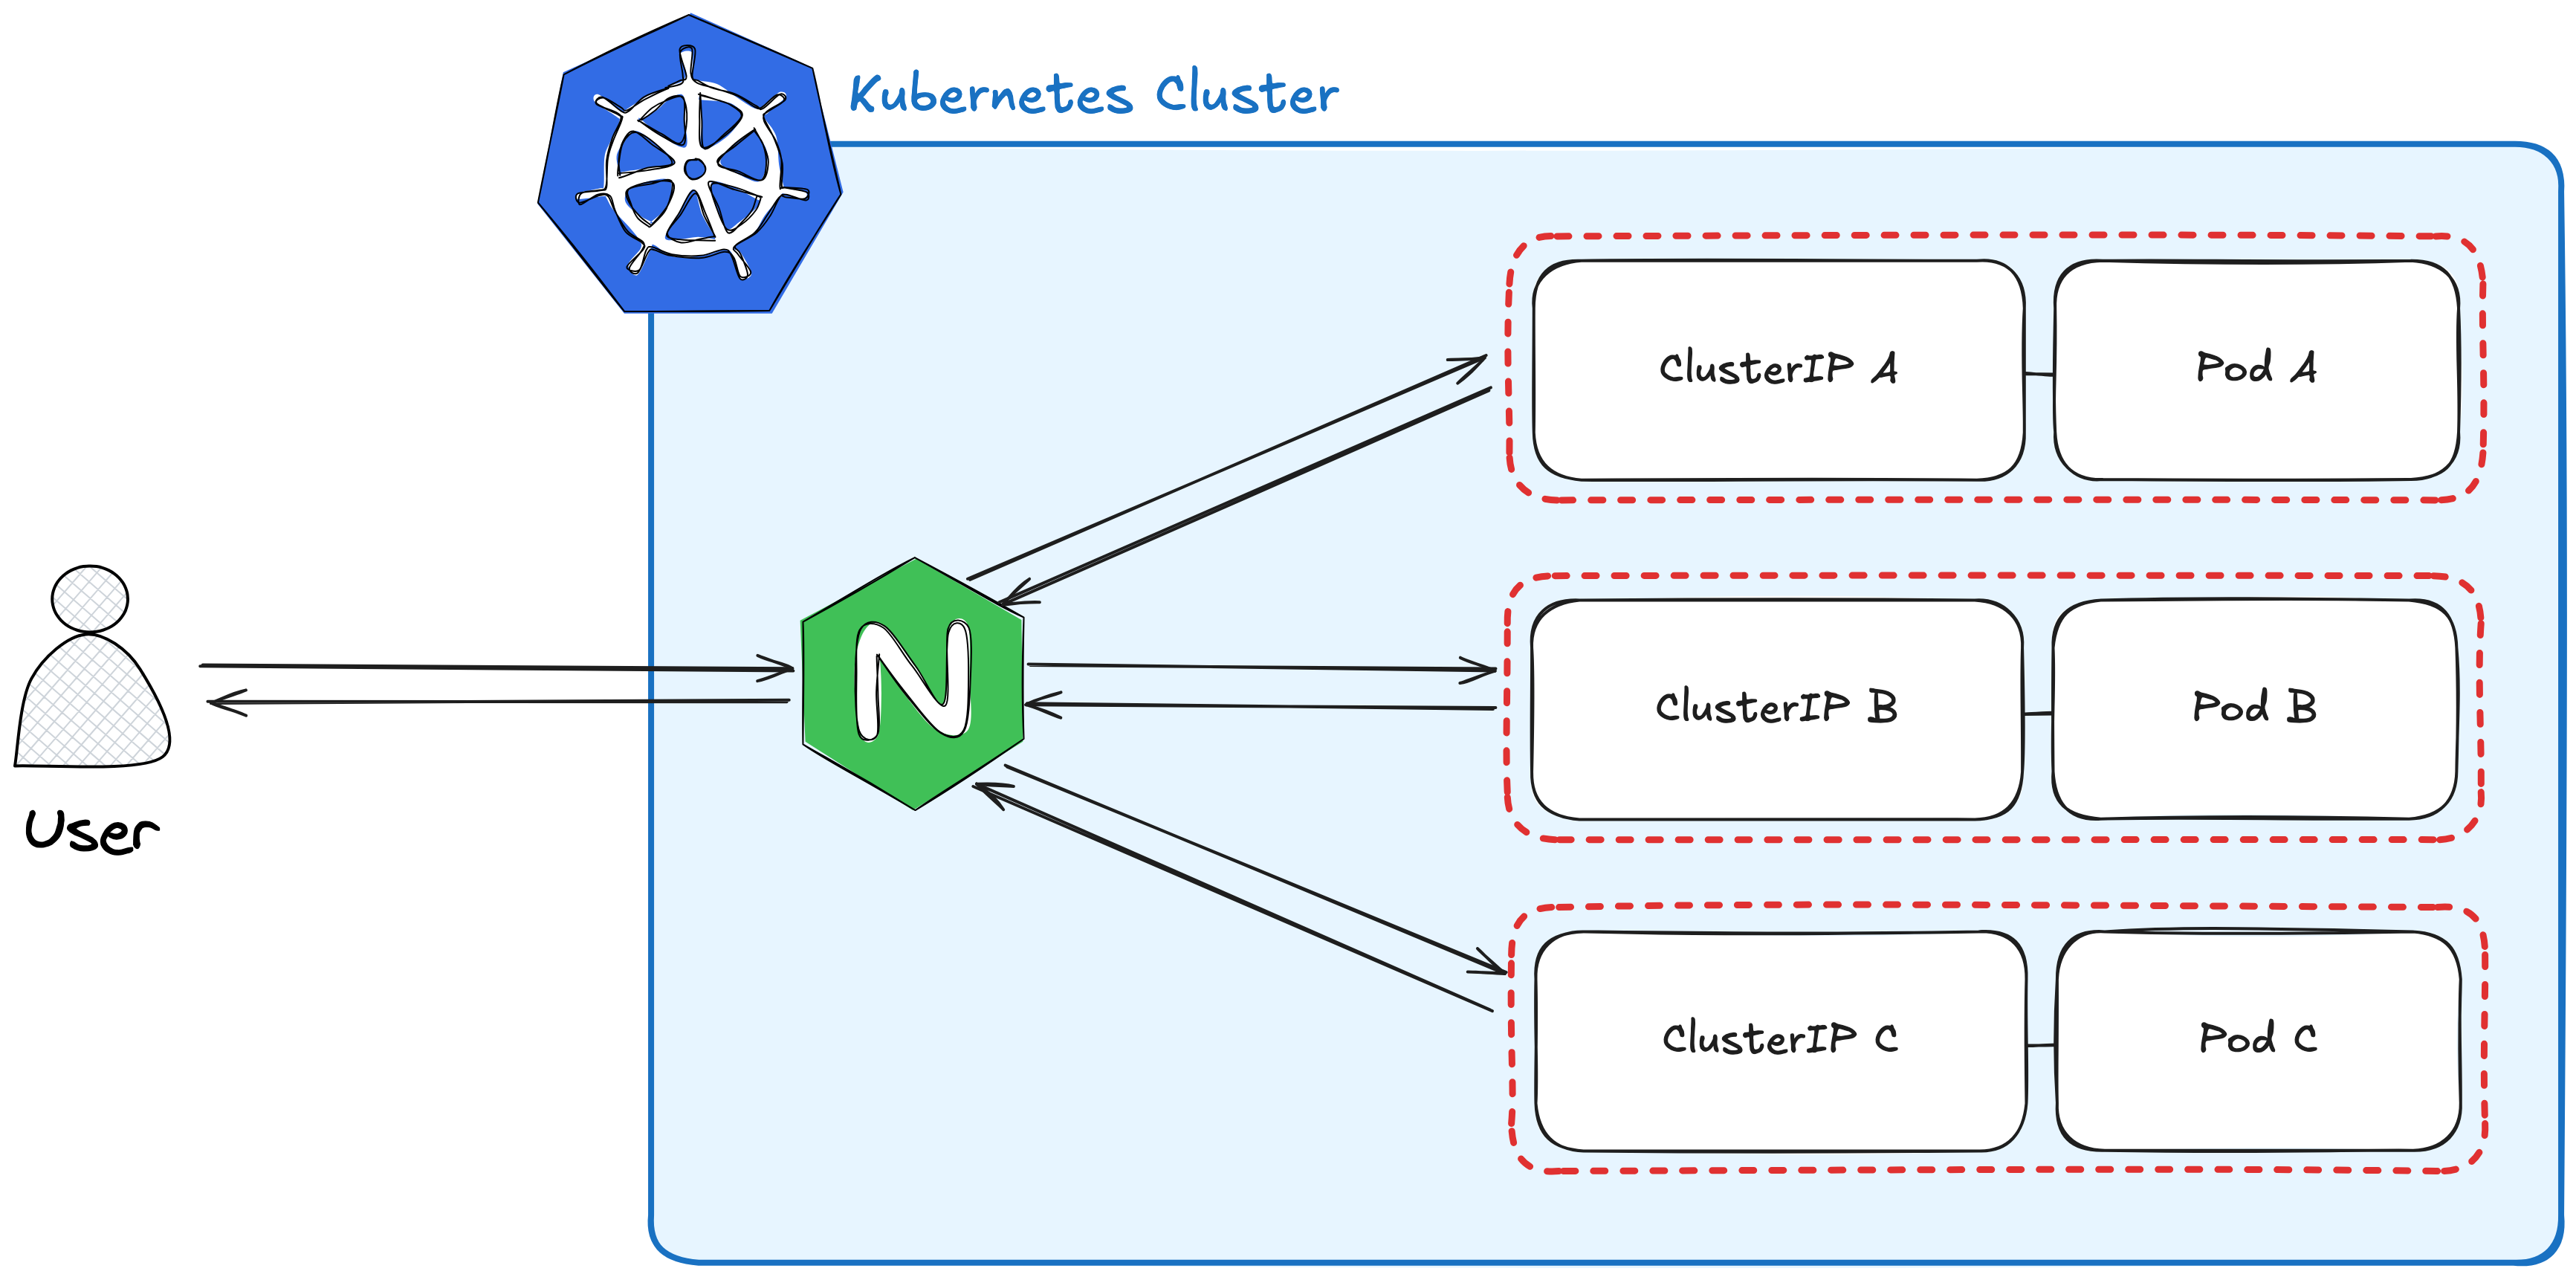 Kubernetes Cluster
ClusterIP A
Pod A
N
User
ClusterIP B
Pod B
ClusterIP C
Pod C